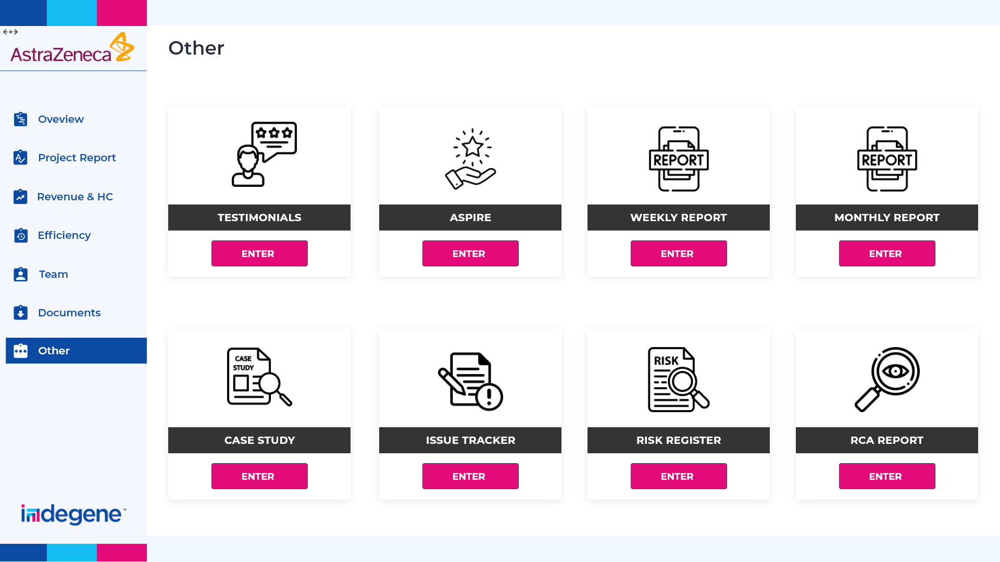 AstraZeneca
Other
Oveview
Project Report
Revenue & HC
Efficiency
Team
Documents
Other
REPORT
REPORT
TESTIMONIALS
ASPIRE
WEEKLY REPORT
MONTHLY REPORT
ENTER
ENTER
ENTER
ENTER
CASE
STUDY
RISK
CASE STUDY
ISSUE TRACKER
RISK REGISTER
RCA REPORT
ENTER
ENTER
ENTER
ENTER
indegene™